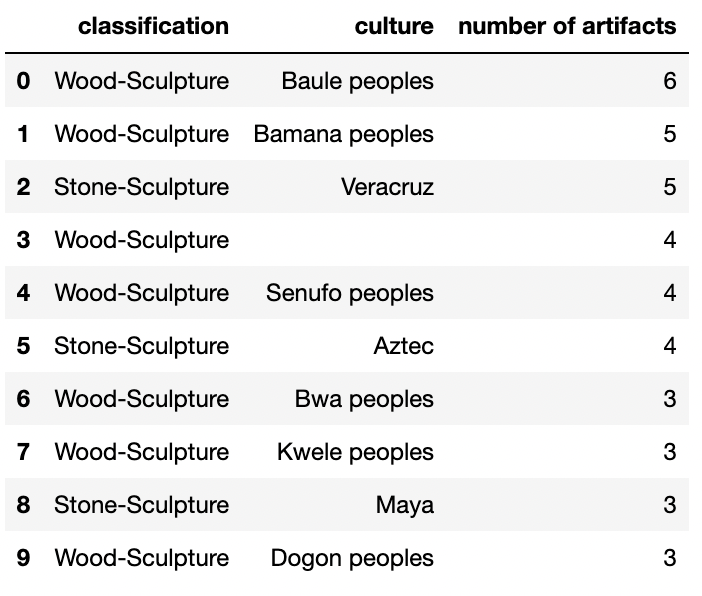 classification culture number of artifacts
0 Wood-Sculpture Baule peoples 6
1 Wood-Sculpture Bamana peoples 5
2 Stone-Sculpture Veracruz 5
3 Wood-Sculpture 4
4 Wood-Sculpture Senufo peoples 4
5 Stone-Sculpture Aztec 4
6 Wood-Sculpture Bwa peoples 3
7 Wood-Sculpture Kwele peoples 3
8 Stone-Sculpture Maya 3
9 Wood-Sculpture Dogon peoples 3